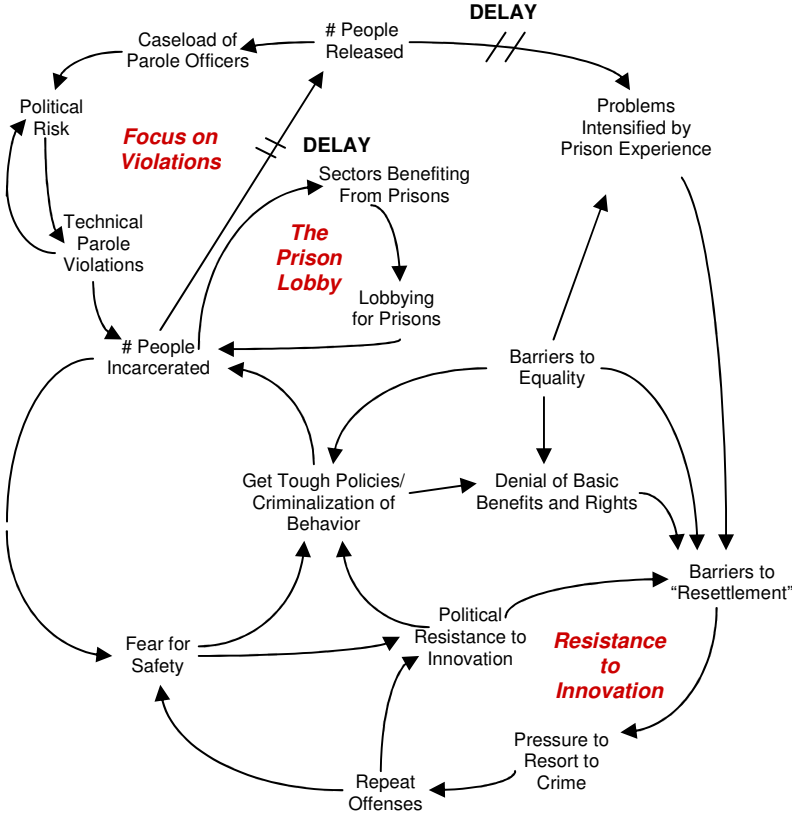 DELAY
# People
Released
Caseload of
Parole Officers
Political
Risk
Focus on
Violations
DELAY
Problems
Intensified by
Prison Experience
Sectors Benefiting
From Prisons
Technical
Parole
Violations
The
Prison
Lobby
Lobbying
for Prisons
# People
Incarcerated
Barriers to
Equality
Get Tough Policies/
Criminalization of
Behavior
Denial of Basic
Benefits and Rights
Barriers to
“Resettlement”
Fear for
Safety
Political
Resistance to
Innovation
Resistance
to
Innovation
Pressure to
Resort to
Crime
Repeat
Offenses